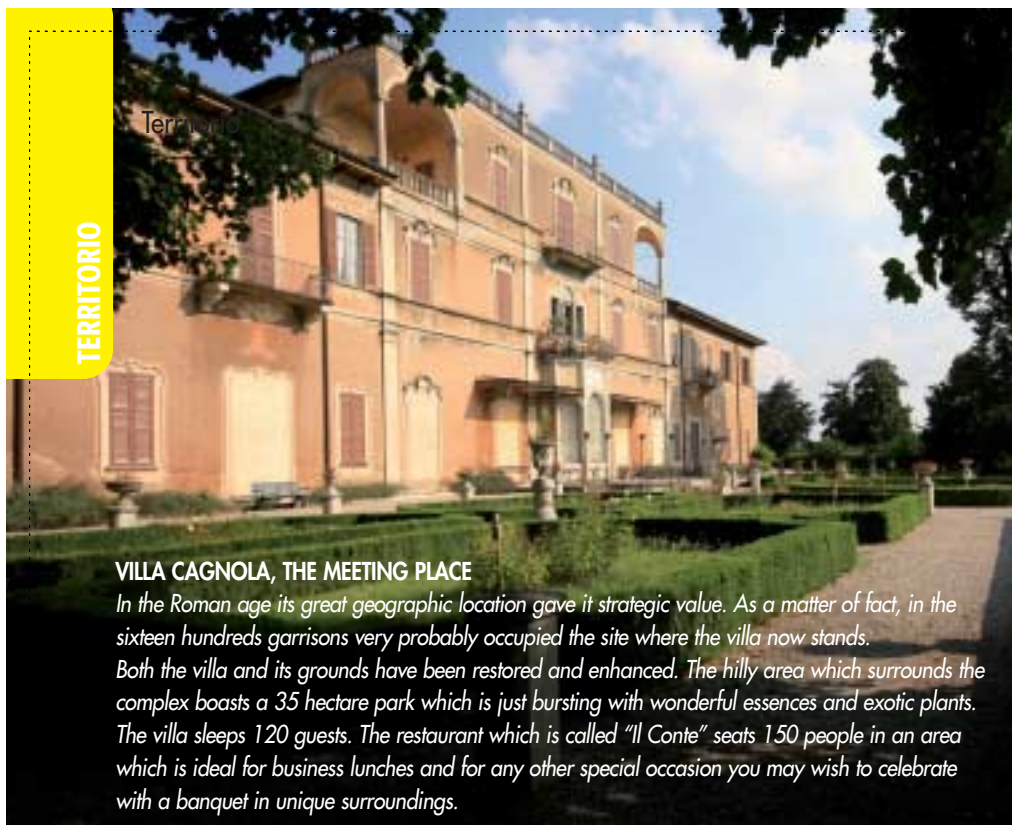 Territorio
TERRITORIO
VILLA CAGNOLA, THE MEETING PLACE
In the Roman age its great geographic location gave it strategic value. As a matter of fact, in the
sixteen hundreds garrisons very probably occupied the site where the villa now stands.
Both the villa and its grounds have been restored and enhanced. The hilly area which surrounds the
complex boasts a 35 hectare park which is just bursting with wonderful essences and exotic plants.
The villa sleeps 120 guests. The restaurant which is called “Il Conte” seats 150 people in an area
which is ideal for business lunches and for any other special occasion you may wish to celebrate
with a banquet in unique surroundings.